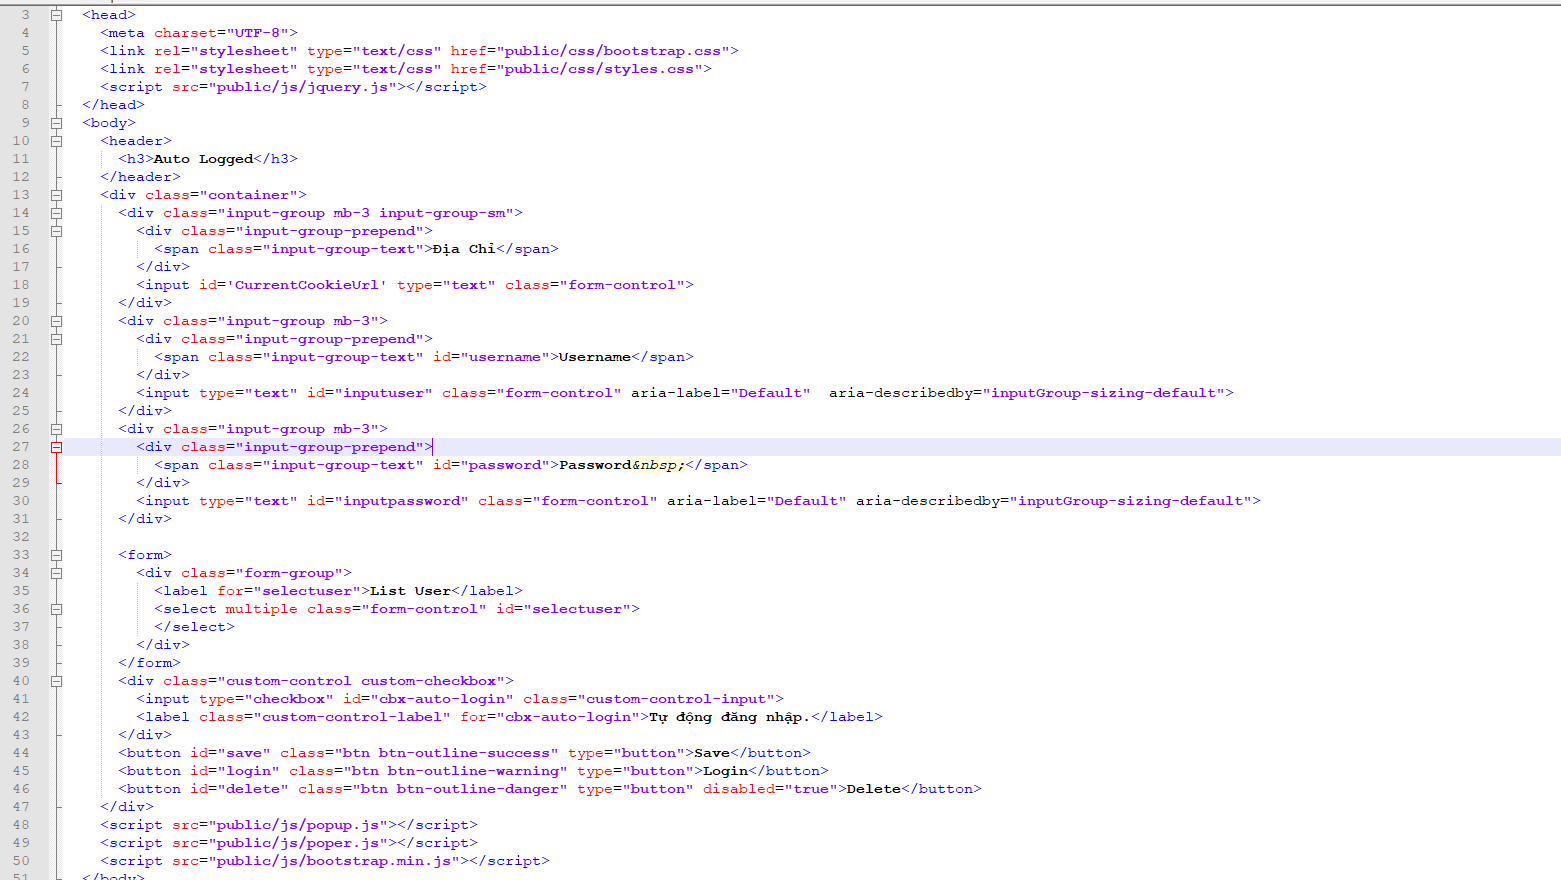 3 <head>
4 <meta charset="UTF-8">
5 <link rel="stylesheet" type="text/css" href="public/css/bootstrap.css">
6 <link rel="stylesheet" type="text/css" href="public/css/styles.css">
7 <script src="public/js/jquery.js"></script>
8 </head>
9 <body>
10 <header>
11 <h3>Auto Logged</h3>
12 </header>
13 <div class="container">
14 <div class="input-group mb-3 input-group-sm">
15 <div class="input-group-prepend">
16 <span class="input-group-text">Địa Chỉ</span>
17 </div>
18 <input id='CurrentCookieUrl' type="text" class="form-control">
19 </div>
20 <div class="input-group mb-3">
21 <div class="input-group-prepend">
22 <span class="input-group-text" id="username">Username</span>
23 </div>
24 <input type="text" id="inputuser" class="form-control" aria-label="Default"  aria-describedby="inputGroup-sizing-default">
25 </div>
26 <div class="input-group mb-3">
27 <div class="input-group-prepend">
28 <span class="input-group-text" id="password">Password&nbsp;</span>
29 </div>
30 <input type="text" id="inputpassword" class="form-control" aria-label="Default" aria-describedby="inputGroup-sizing-default">
31 </div>
32
33 <form>
34 <div class="form-group">
35 <label for="selectuser">List User</label>
36 <select multiple class="form-control" id="selectuser">
37 </select>
38 </div>
39 </form>
40 <div class="custom-control custom-checkbox">
41 <input type="checkbox" id="cbx-auto-login" class="custom-control-input">
42 <label class="custom-control-label" for="cbx-auto-login">Tự động đăng nhập.</label>
43 </div>
44 <button id="save" class="btn btn-outline-success" type="button">Save</button>
45 <button id="login" class="btn btn-outline-warning" type="button">Login</button>
46 <button id="delete" class="btn btn-outline-danger" type="button" disabled="true">Delete</button>
47 </div>
48 <script src="public/js/popup.js"></script>
49 <script src="public/js/poper.js"></script>
50 <script src="public/js/bootstrap.min.js"></script>
51 </body>